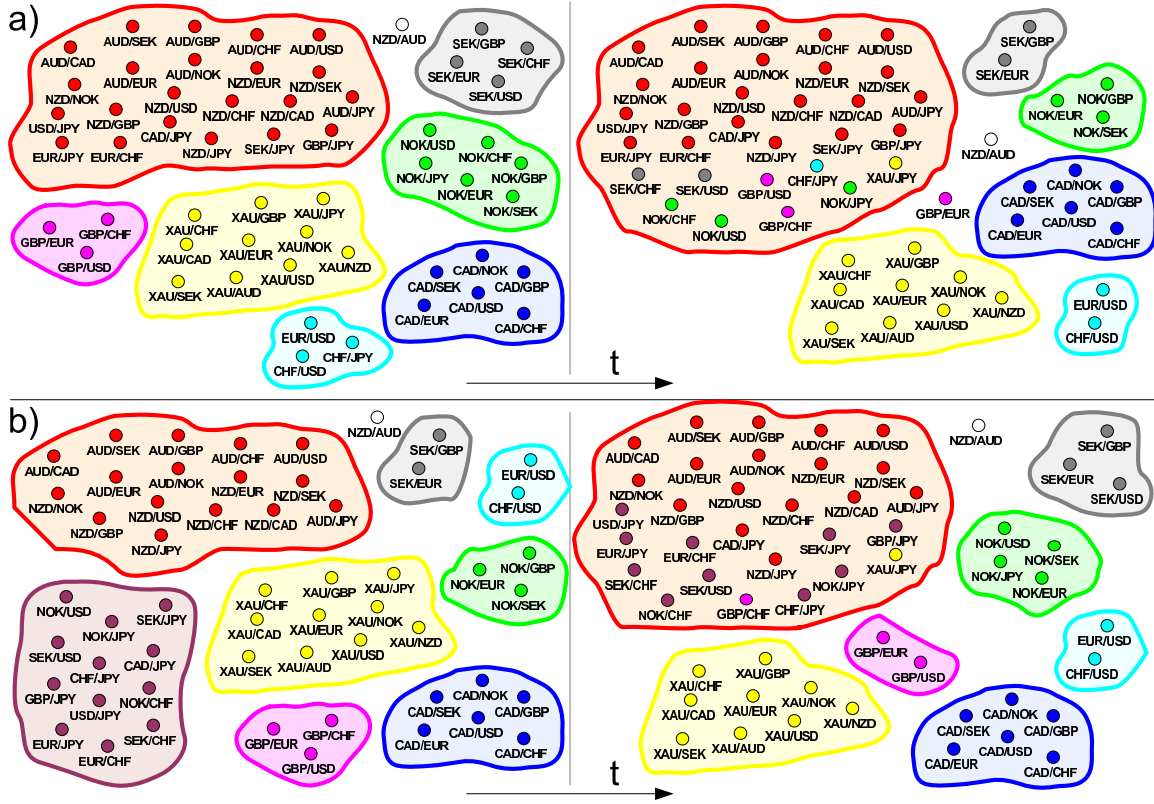 a)
AUD/SEK
AUD/GBP
AUD/CHF
AUD/USD
AUD/CAD
AUD/EUR
AUD/NOK
NZD/EUR
NZD/SEK
NZD/NOK
NZD/USD
NZD/CHF
NZD/CAD
AUD/JPY
USD/JPY
NZD/GBP
CAD/JPY
NZD/JPY
SEK/JPY
GBP/JPY
EUR/JPY
EUR/CHF
NZD/AUD
SEK/GBP
SEK/CHF
SEK/EUR
SEK/USD
NOK/USD
NOK/CHF
NOK/JPY
NOK/GBP
NOK/EUR
NOK/SEK
GBP/EUR
GBP/CHF
GBP/USD
XAU/CHF
XAU/GBP
XAU/JPY
XAU/CAD
XAU/EUR
XAU/NOK
XAU/NZD
XAU/SEK
XAU/AUD
XAU/USD
CAD/NOK
CAD/SEK
CAD/GBP
CAD/USD
CAD/EUR
CAD/CHF
EUR/USD
CHF/JPY
CHF/USD
AUD/SEK
AUD/GBP
AUD/CHF
AUD/USD
AUD/CAD
AUD/EUR
AUD/NOK
NZD/EUR
NZD/SEK
NZD/NOK
NZD/USD
NZD/CHF
NZD/CAD
AUD/JPY
USD/JPY
NZD/GBP
CAD/JPY
SEK/JPY
GBP/JPY
EUR/JPY
EUR/CHF
NZD/JPY
CHF/JPY
XAU/JPY
SEK/CHF
SEK/USD
GBP/USD
NOK/JPY
NOK/CHF
NOK/USD
GBP/CHF
SEK/GBP
SEK/EUR
NOK/GBP
NOK/EUR
NOK/SEK
NZD/AUD
GBP/EUR
CAD/NOK
CAD/SEK
CAD/GBP
CAD/USD
CAD/EUR
CAD/CHF
XAU/GBP
XAU/CHF
XAU/NOK
XAU/CAD
XAU/EUR
XAU/NZD
XAU/USD
XAU/SEK
XAU/AUD
EUR/USD
CHF/USD
t
b)
AUD/SEK
AUD/GBP
AUD/CHF
AUD/USD
AUD/CAD
AUD/EUR
AUD/NOK
NZD/EUR
NZD/SEK
NZD/NOK
NZD/USD
NZD/CHF
NZD/CAD
AUD/JPY
NZD/GBP
NZD/JPY
NZD/AUD
SEK/GBP
SEK/EUR
EUR/USD
CHF/USD
NOK/GBP
NOK/EUR
NOK/SEK
NOK/USD
SEK/JPY
NOK/JPY
SEK/USD
CAD/JPY
CHF/JPY
GBP/JPY
NOK/CHF
USD/JPY
EUR/JPY
SEK/CHF
EUR/CHF
XAU/CHF
XAU/GBP
XAU/JPY
XAU/CAD
XAU/EUR
XAU/NOK
XAU/NZD
XAU/SEK
XAU/AUD
XAU/USD
GBP/EUR
GBP/CHF
GBP/USD
CAD/NOK
CAD/SEK
CAD/GBP
CAD/USD
CAD/EUR
CAD/CHF
AUD/SEK
AUD/GBP
AUD/CHF
AUD/USD
AUD/CAD
AUD/EUR
AUD/NOK
NZD/EUR
NZD/SEK
NZD/NOK
NZD/USD
NZD/CAD
AUD/JPY
USD/JPY
NZD/GBP
NZD/CHF
GBP/JPY
EUR/JPY
EUR/CHF
CAD/JPY
SEK/JPY
XAU/JPY
SEK/CHF
SEK/USD
NZD/JPY
NOK/JPY
NOK/CHF
GBP/CHF
CHF/JPY
NZD/AUD
SEK/GBP
SEK/EUR
SEK/USD
NOK/USD
NOK/SEK
NOK/JPY
NOK/EUR
GBP/EUR
GBP/USD
EUR/USD
CHF/USD
XAU/GBP
XAU/CHF
XAU/NOK
XAU/CAD
XAU/EUR
XAU/NZD
XAU/USD
XAU/SEK
XAU/AUD
CAD/NOK
CAD/SEK
CAD/GBP
CAD/USD
CAD/EUR
CAD/CHF
t